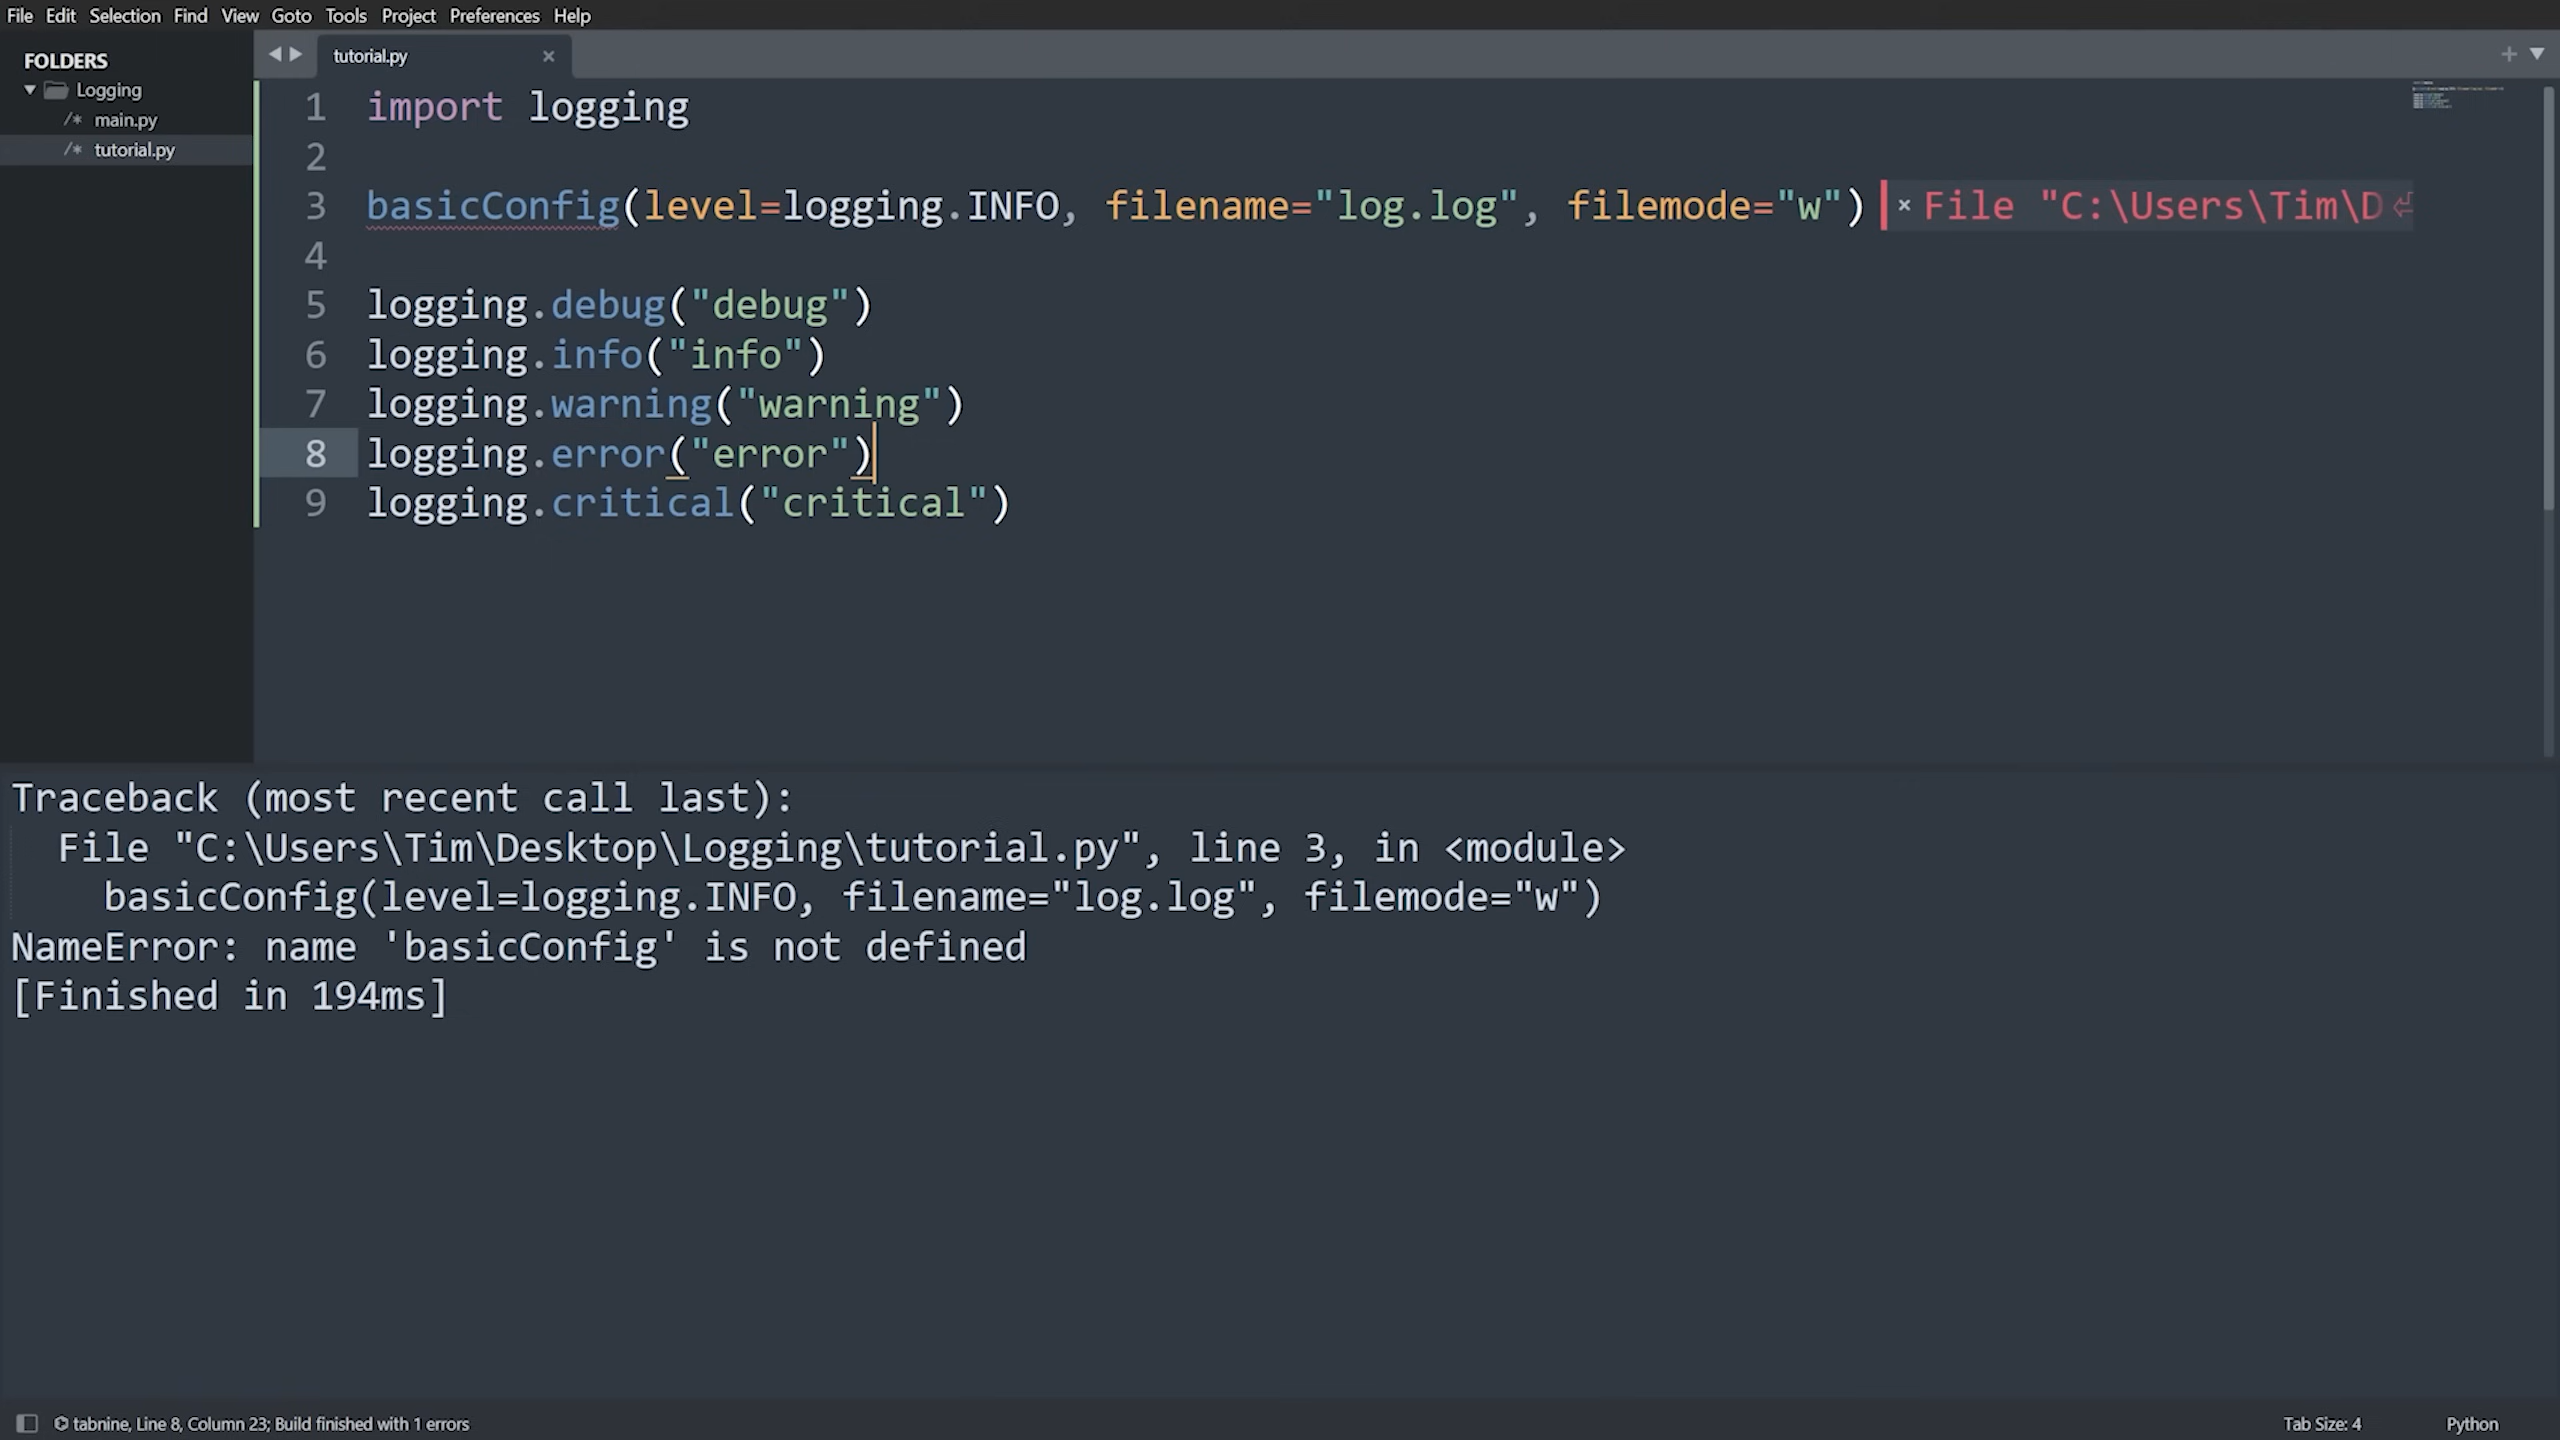 File Edit Selection Find View Goto Tools Project Preferences Help
FOLDERS
Logging
/* main.py
/* tutorial.py
tutorial.py ×
1 import logging
2
3 basicConfig(level=logging.INFO, filename="log.log", filemode="w") × File "C:\Users\Tim\D
4
5 logging.debug("debug")
6 logging.info("info")
7 logging.warning("warning")
8 logging.error("error")
9 logging.critical("critical")
Traceback (most recent call last):
  File "C:\Users\Tim\Desktop\Logging\tutorial.py", line 3, in <module>
    basicConfig(level=logging.INFO, filename="log.log", filemode="w")
NameError: name 'basicConfig' is not defined
[Finished in 194ms]
tabnine, Line 8, Column 23; Build finished with 1 errors Tab Size: 4 Python